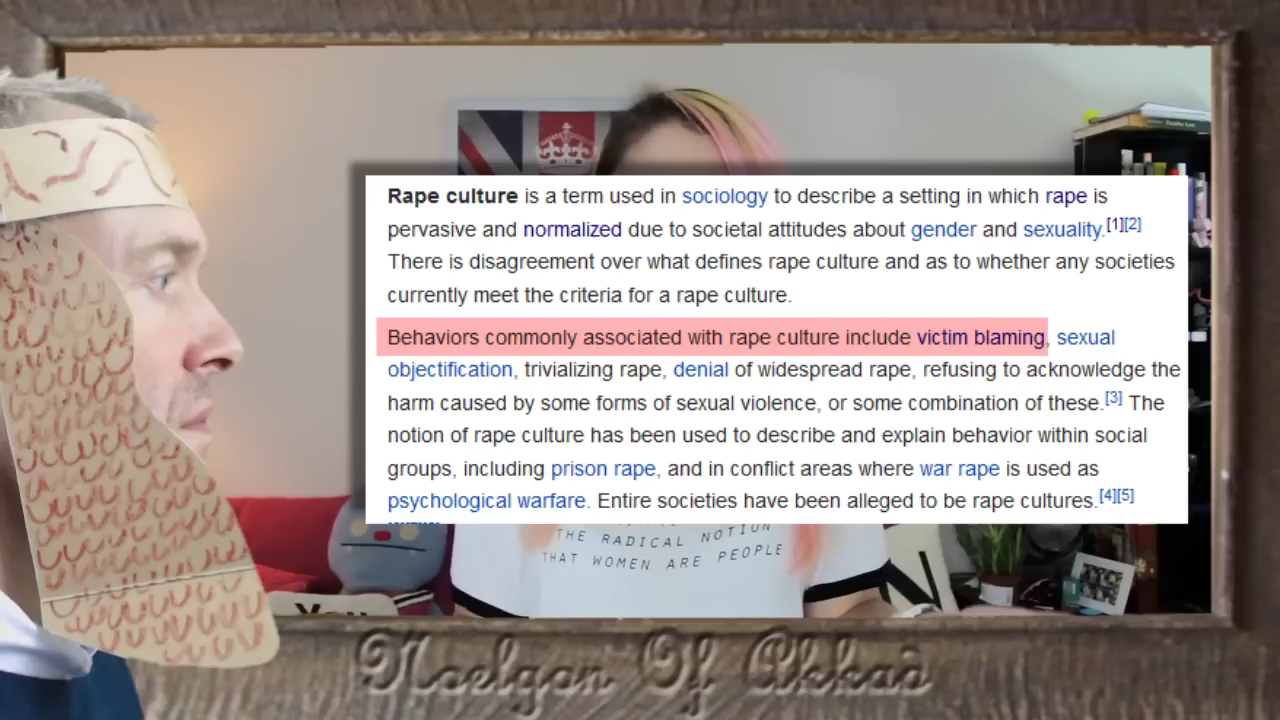 Rape culture is a term used in sociology to describe a setting in which rape is
pervasive and normalized due to societal attitudes about gender and sexuality.[1][2]
There is disagreement over what defines rape culture and as to whether any societies
currently meet the criteria for a rape culture.
Behaviors commonly associated with rape culture include victim blaming, sexual
objectification, trivializing rape, denial of widespread rape, refusing to acknowledge the
harm caused by some forms of sexual violence, or some combination of these.[3] The
notion of rape culture has been used to describe and explain behavior within social
groups, including prison rape, and in conflict areas where war rape is used as
psychological warfare. Entire societies have been alleged to be rape cultures.[4][5]
THE RADICAL NOTION
THAT WOMEN ARE PEOPLE
You
N
Noelgon Of Akkad